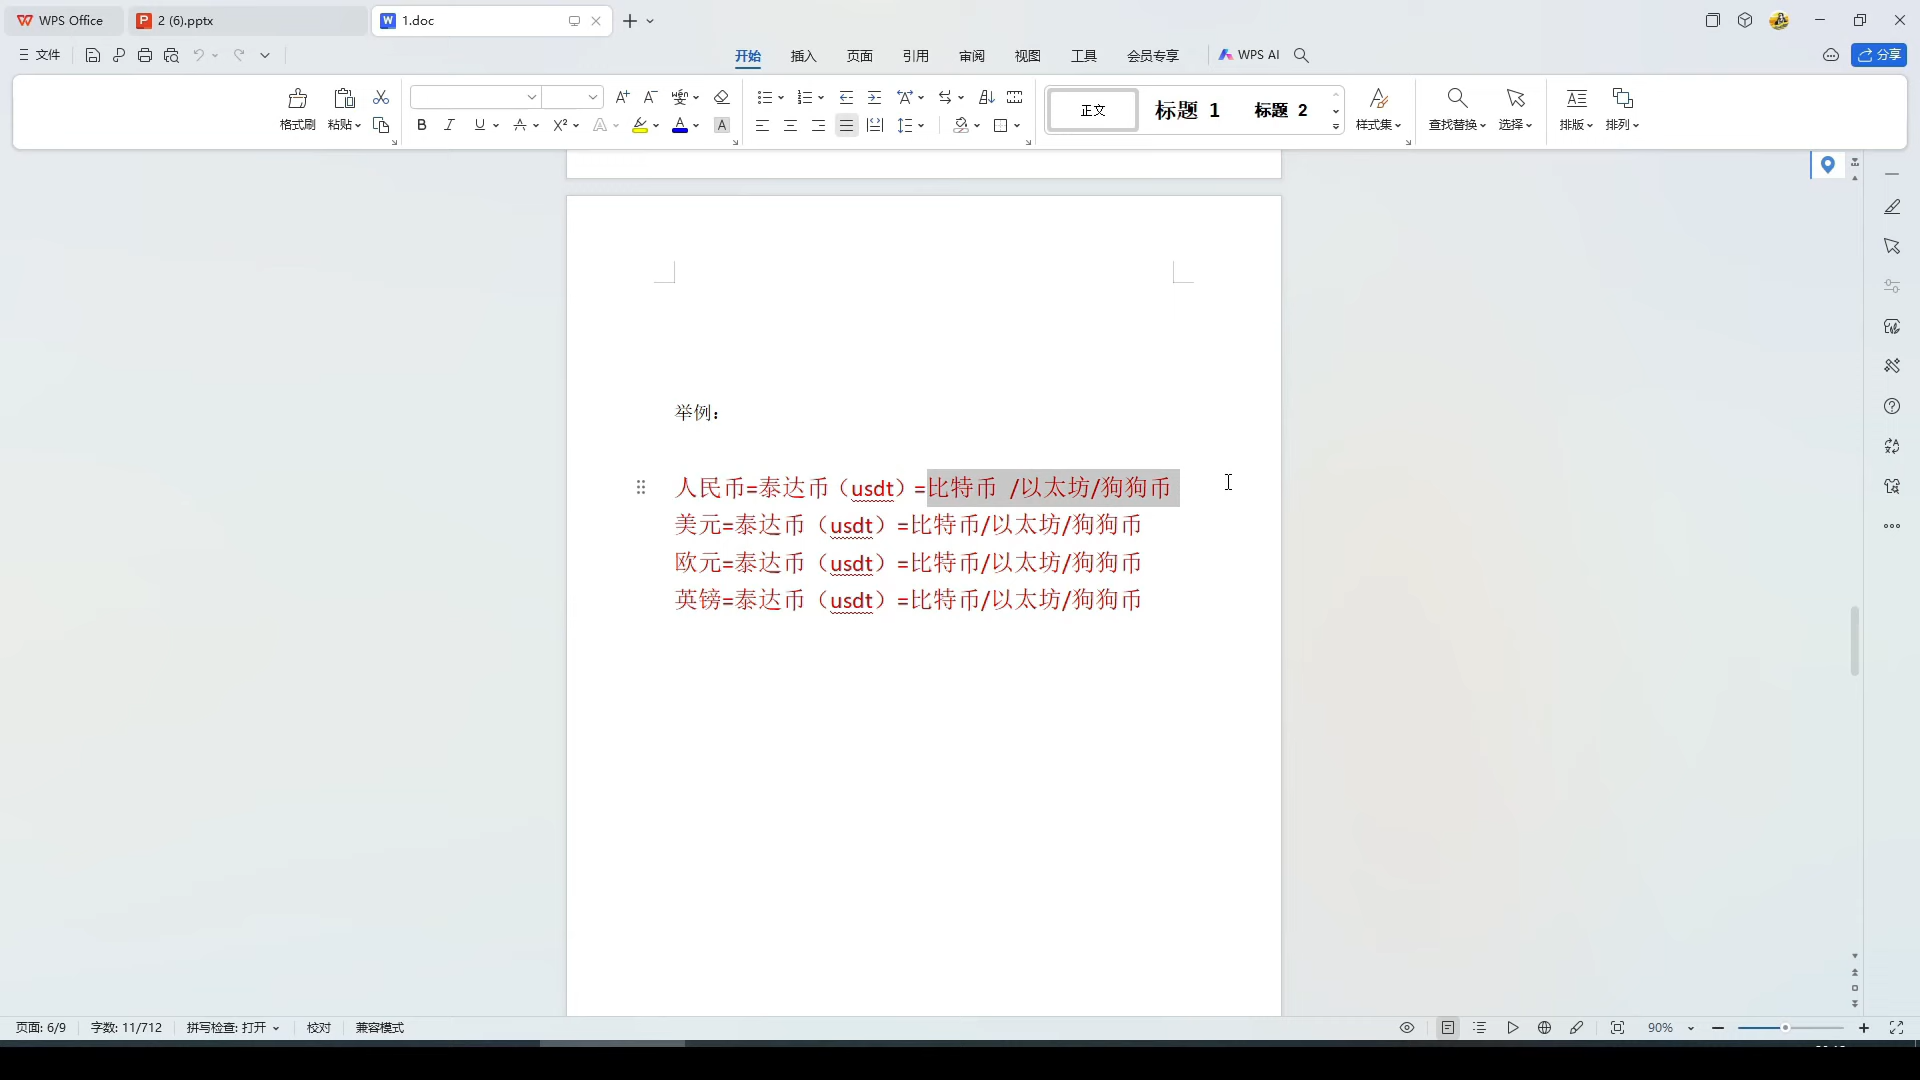 WPS Office
2 (6).pptx
1.doc
文件
开始
插入
页面
引用
审阅
视图
工具
会员专享
WPS AI
分享
格式刷
粘贴
正文
标题 1
标题 2
样式集
查找替换
选择
排版
排列
举例：
人民币=泰达币（usdt）=比特币 /以太坊/狗狗币
美元=泰达币（usdt）=比特币/以太坊/狗狗币
欧元=泰达币（usdt）=比特币/以太坊/狗狗币
英镑=泰达币（usdt）=比特币/以太坊/狗狗币
页面: 6/9
字数: 11/712
拼写检查: 打开
校对
兼容模式
90%